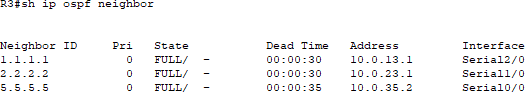 R3#sh ip ospf neighbor
Neighbor ID     Pri   State           Dead Time   Address         Interface
1.1.1.1           0   FULL/  -        00:00:30    10.0.13.1       Serial2/0
2.2.2.2           0   FULL/  -        00:00:30    10.0.23.1       Serial1/0
5.5.5.5           0   FULL/  -        00:00:35    10.0.35.2       Serial0/0